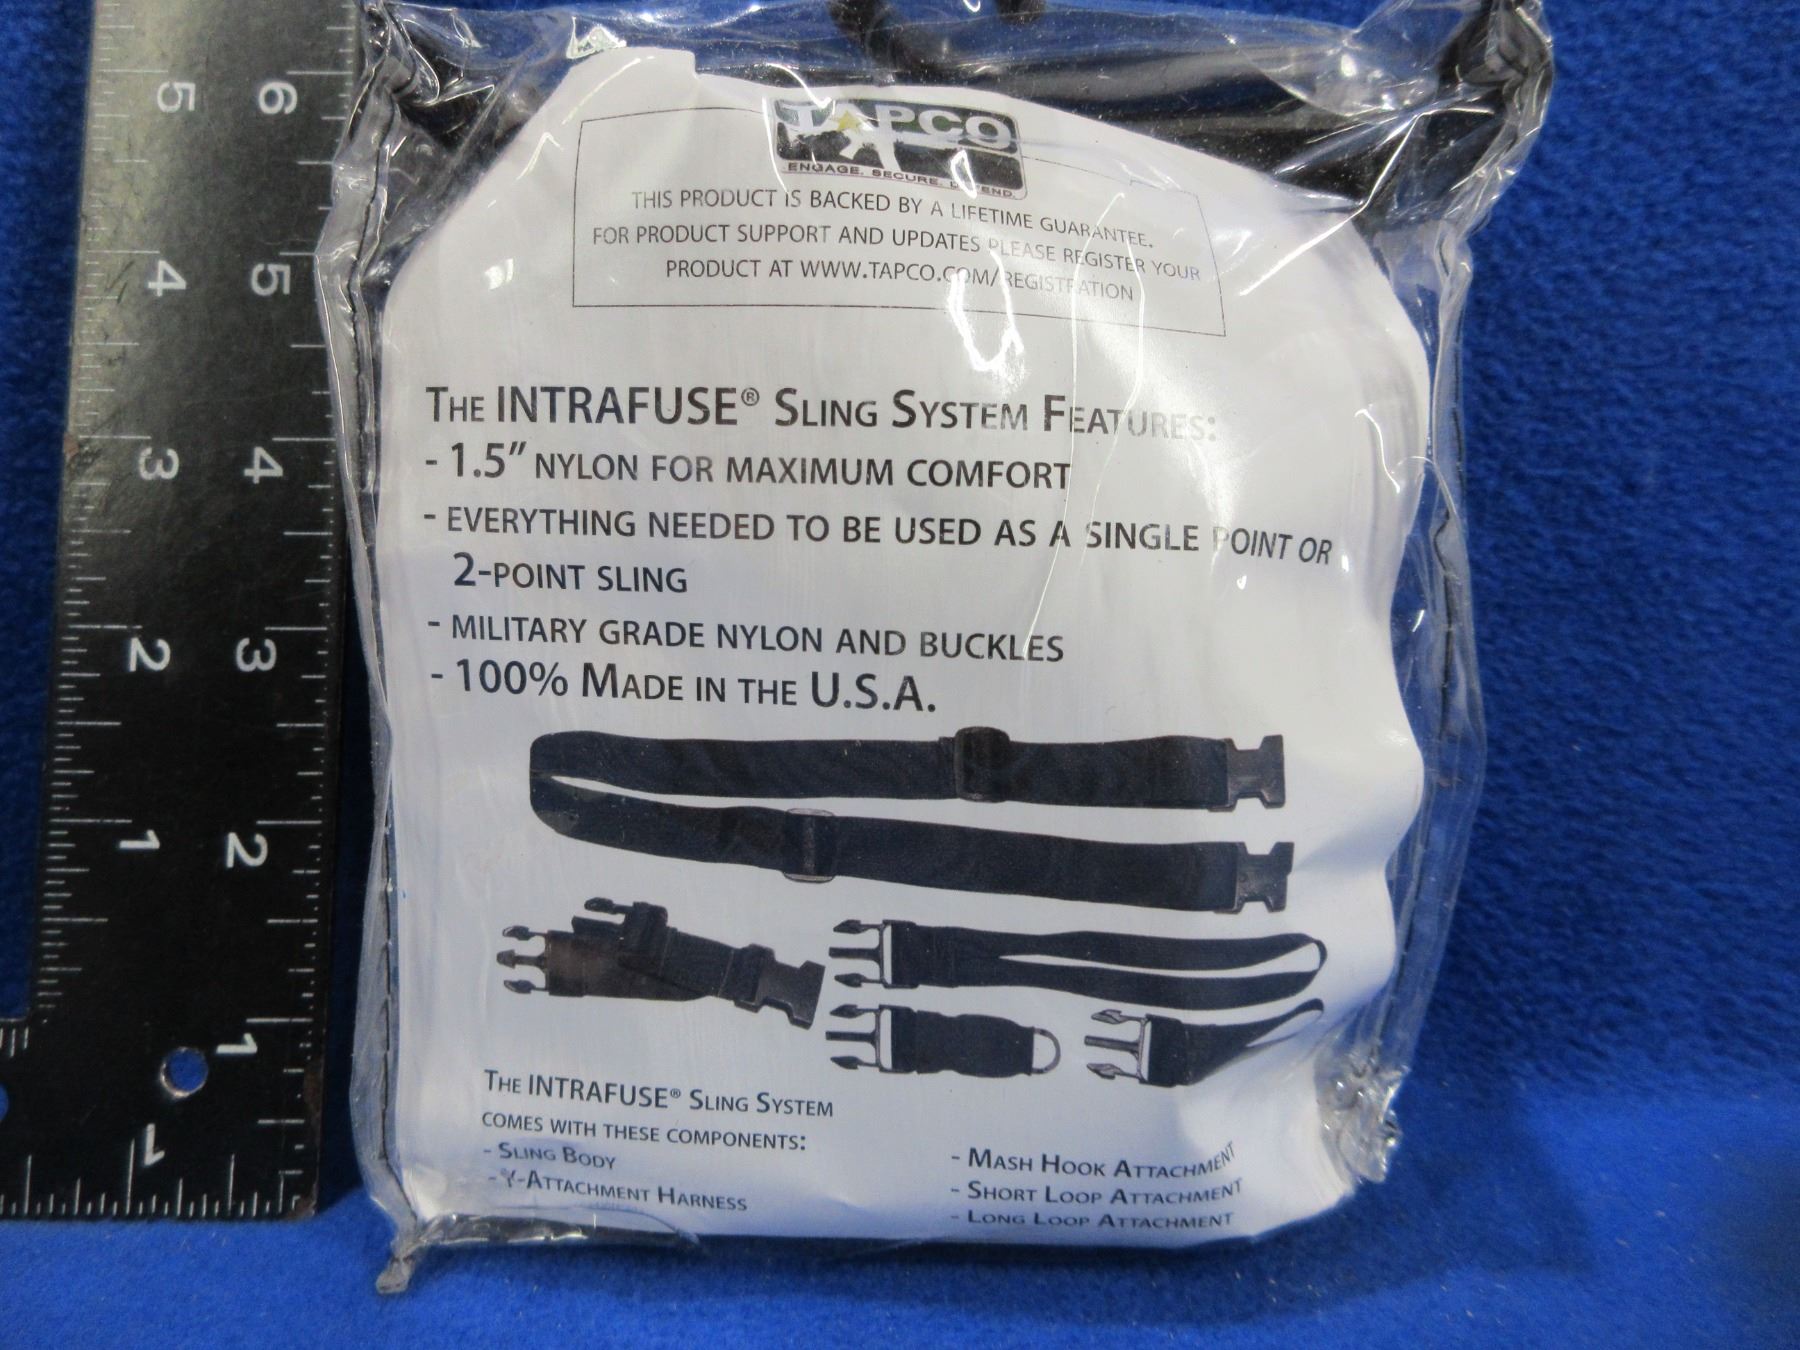 TAPCO
ENGAGE. SECURE. DEFEND.
THIS PRODUCT IS BACKED BY A LIFETIME GUARANTEE.
FOR PRODUCT SUPPORT AND UPDATES PLEASE REGISTER YOUR
PRODUCT AT WWW.TAPCO.COM/REGISTRATION
THE INTRAFUSE® SLING SYSTEM FEATURES:
- 1.5" NYLON FOR MAXIMUM COMFORT
- EVERYTHING NEEDED TO BE USED AS A SINGLE POINT OR
2-POINT SLING
- MILITARY GRADE NYLON AND BUCKLES
- 100% MADE IN THE U.S.A.
THE INTRAFUSE® SLING SYSTEM
COMES WITH THESE COMPONENTS:
- SLING BODY
- Y-ATTACHMENT HARNESS
- MASH HOOK ATTACHMENT
- SHORT LOOP ATTACHMENT
- LONG LOOP ATTACHMENT
5 6
4 5
3 4
2 3
1 2
1
1